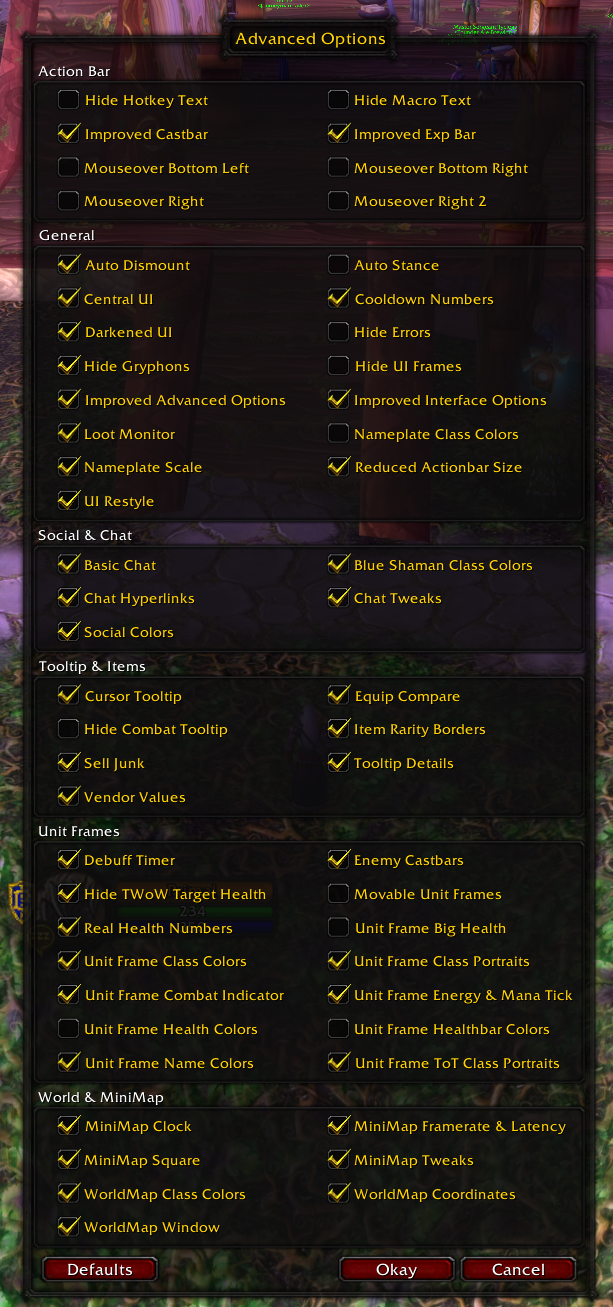 Advanced Options
Action Bar
Hide Hotkey Text
Hide Macro Text
Improved Castbar
Improved Exp Bar
Mouseover Bottom Left
Mouseover Bottom Right
Mouseover Right
Mouseover Right 2
General
Auto Dismount
Auto Stance
Central UI
Cooldown Numbers
Darkened UI
Hide Errors
Hide Gryphons
Hide UI Frames
Improved Advanced Options
Improved Interface Options
Loot Monitor
Nameplate Class Colors
Nameplate Scale
Reduced Actionbar Size
UI Restyle
Social & Chat
Basic Chat
Blue Shaman Class Colors
Chat Hyperlinks
Chat Tweaks
Social Colors
Tooltip & Items
Cursor Tooltip
Equip Compare
Hide Combat Tooltip
Item Rarity Borders
Sell Junk
Tooltip Details
Vendor Values
Unit Frames
Debuff Timer
Enemy Castbars
Hide TWoW Target Health
Movable Unit Frames
234
Real Health Numbers
Unit Frame Big Health
Unit Frame Class Colors
Unit Frame Class Portraits
Unit Frame Combat Indicator
Unit Frame Energy & Mana Tick
Unit Frame Health Colors
Unit Frame Healthbar Colors
Unit Frame Name Colors
Unit Frame ToT Class Portraits
World & MiniMap
MiniMap Clock
MiniMap Framerate & Latency
MiniMap Square
MiniMap Tweaks
WorldMap Class Colors
WorldMap Coordinates
WorldMap Window
Defaults
Okay
Cancel